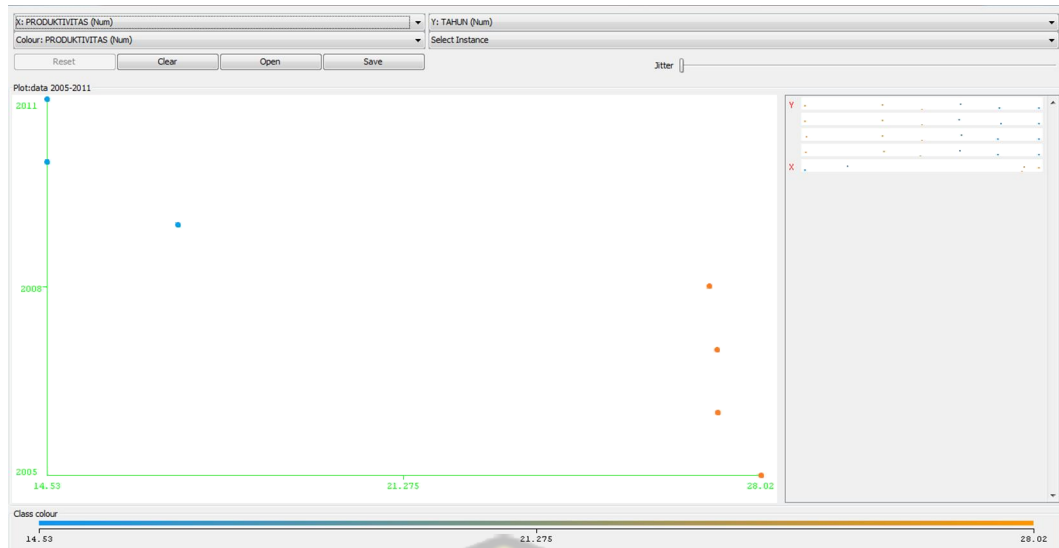 X: PRODUKTIVITAS (Num) Y: TAHUN (Num)
Colour: PRODUKTIVITAS (Num) Select Instance
Reset Clear Open Save Jitter
Plot:data 2005-2011
2011
2008
2005
14.53 21.275 28.02
Y
X
Class colour
14.53 21.275 28.02